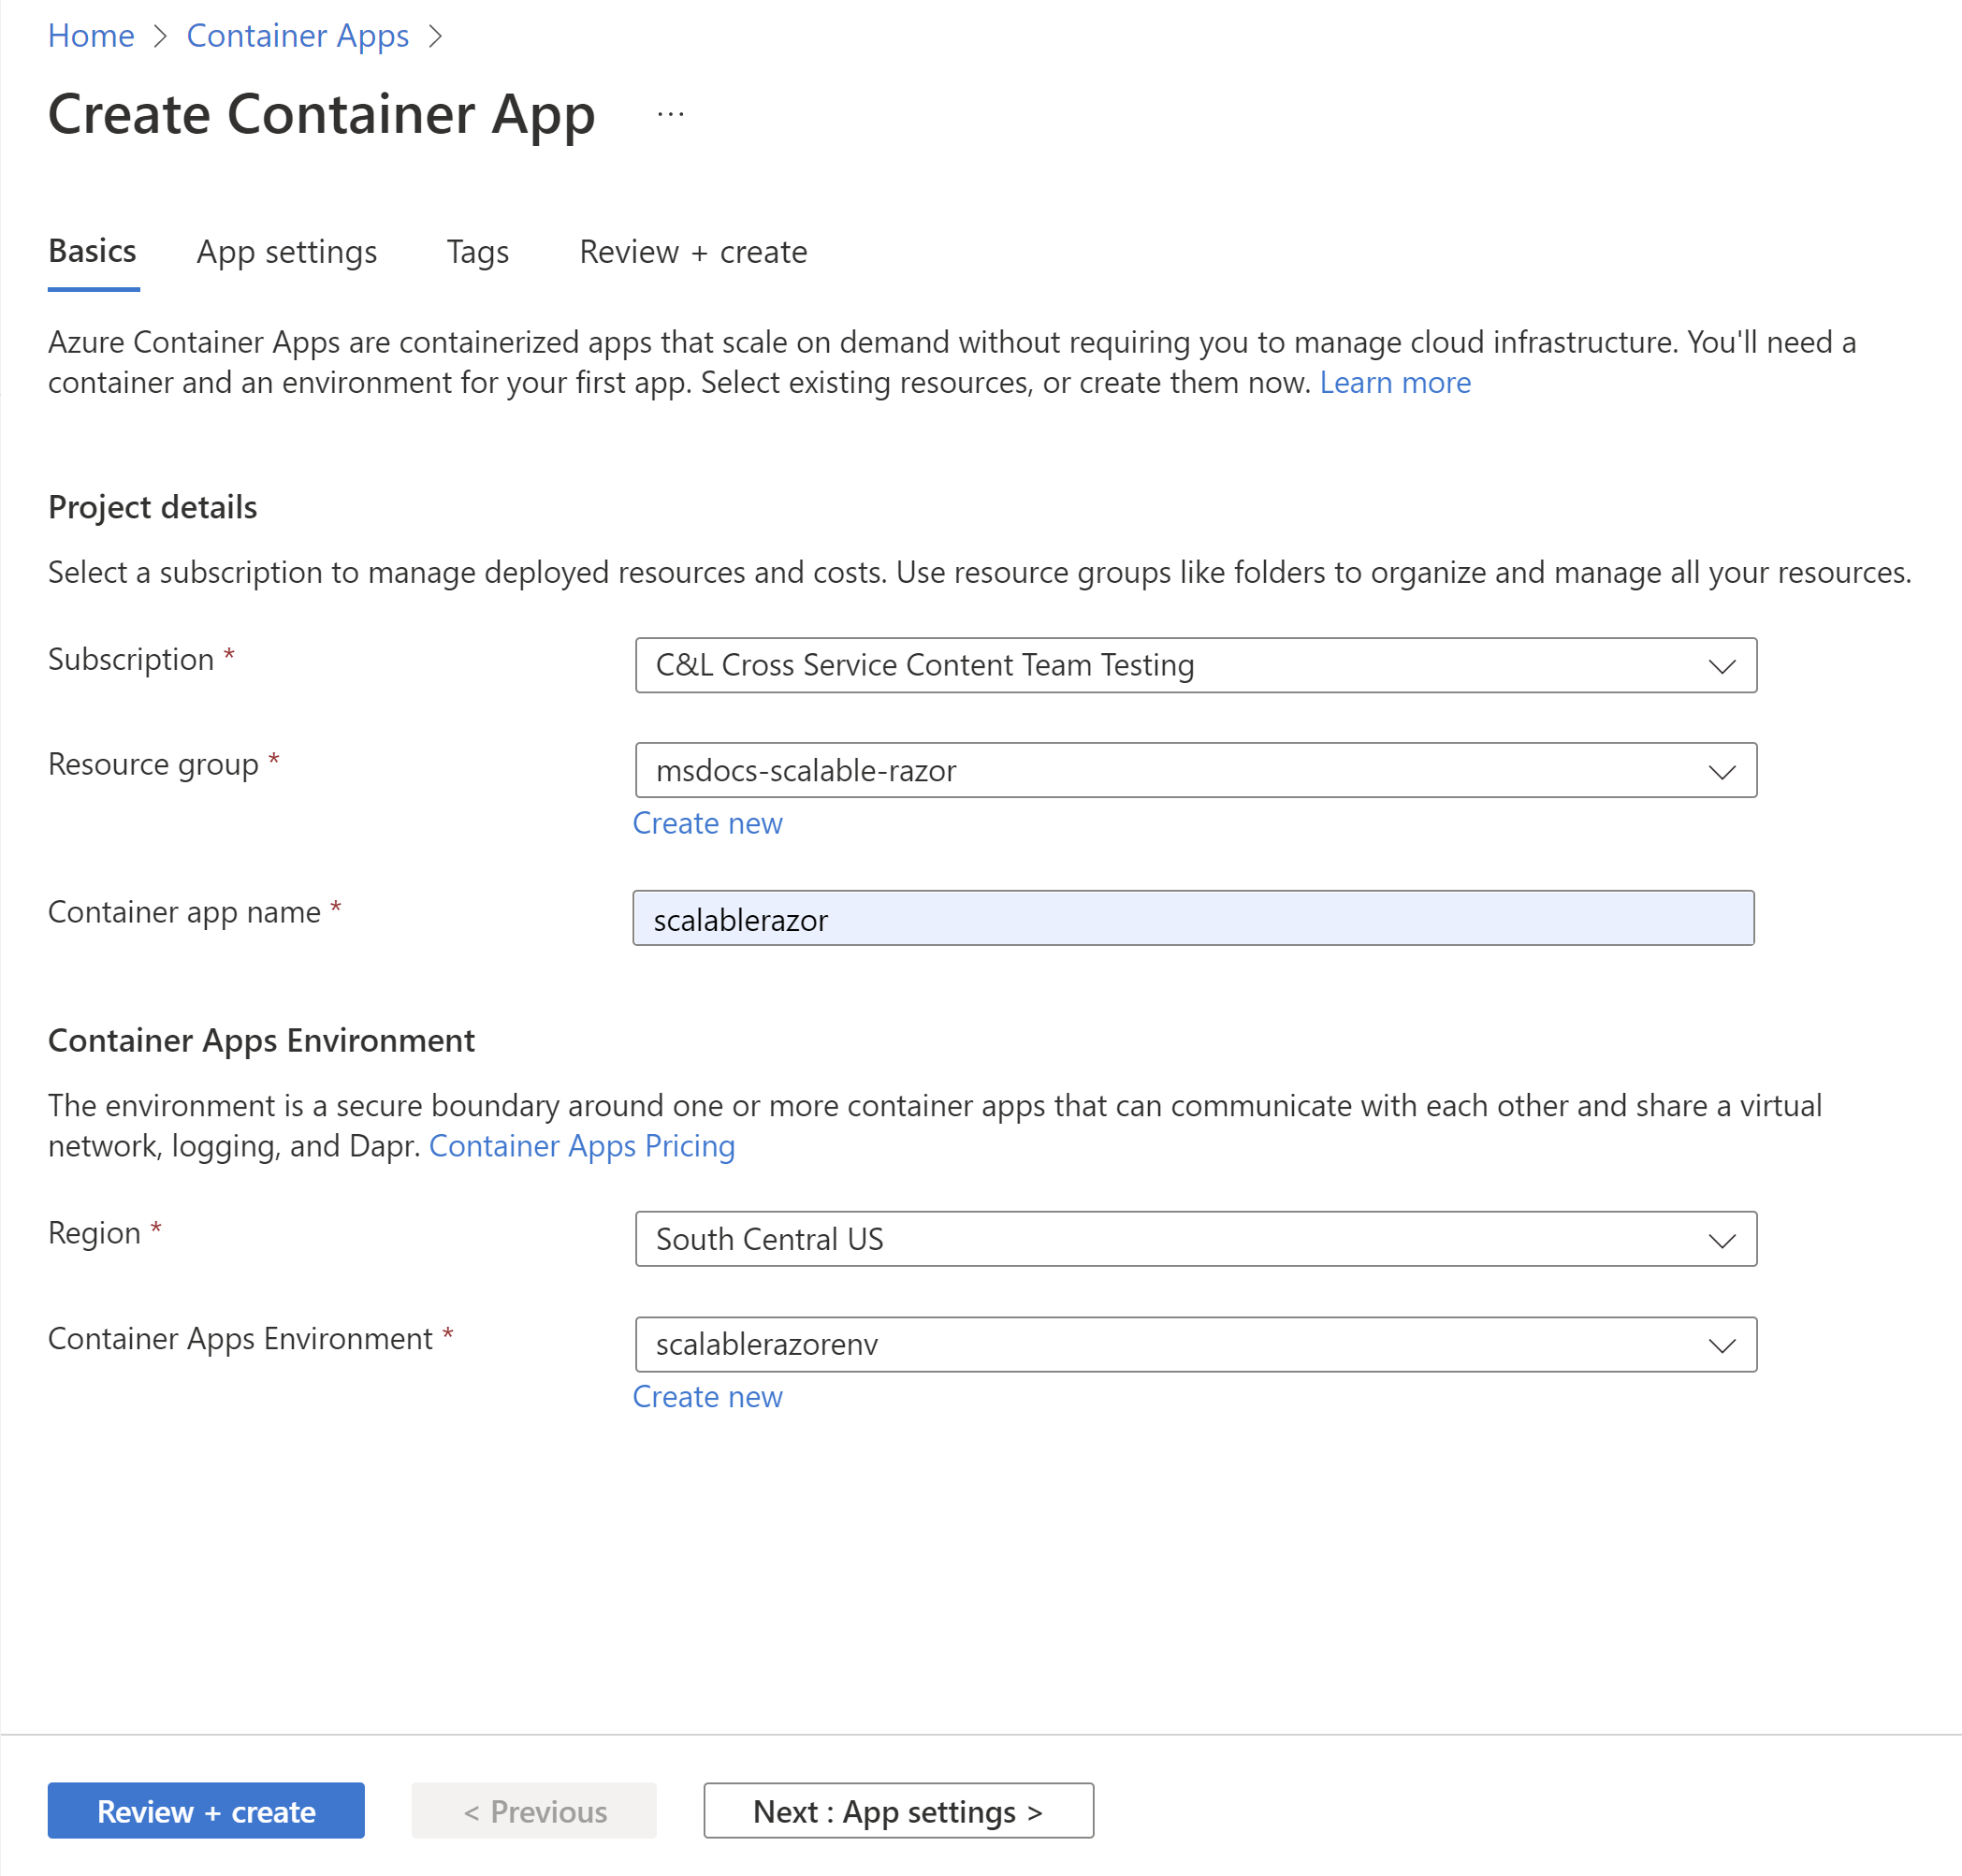 Home > Container Apps >
Create Container App ...
Basics App settings Tags Review + create
Azure Container Apps are containerized apps that scale on demand without requiring you to manage cloud infrastructure. You'll need a
container and an environment for your first app. Select existing resources, or create them now. Learn more
Project details
Select a subscription to manage deployed resources and costs. Use resource groups like folders to organize and manage all your resources.
Subscription * C&L Cross Service Content Team Testing
Resource group * msdocs-scalable-razor
Create new
Container app name * scalablerazor
Container Apps Environment
The environment is a secure boundary around one or more container apps that can communicate with each other and share a virtual
network, logging, and Dapr. Container Apps Pricing
Region * South Central US
Container Apps Environment * scalablerazorenv
Create new
Review + create < Previous Next : App settings >